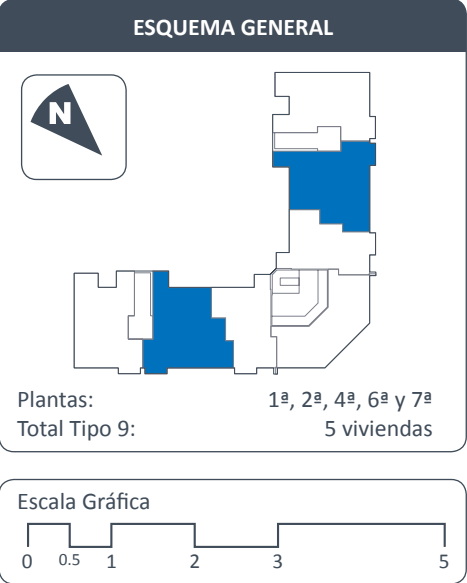 ESQUEMA GENERAL
N
Plantas: 1ª, 2ª, 4ª, 6ª y 7ª
Total Tipo 9: 5 viviendas
Escala Gráfica
0 0.5 1 2 3 5